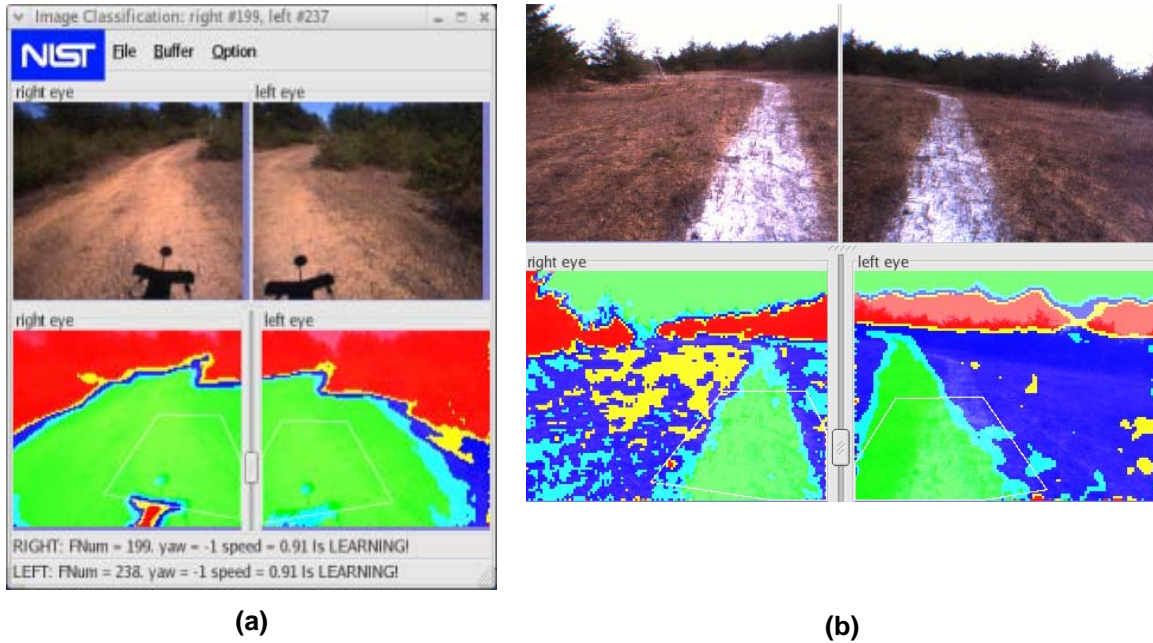 Image Classification: right #199, left #237
NIST File Buffer Option
right eye left eye
right eye left eye
RIGHT: FNum = 199. yaw = -1 speed = 0.91 Is LEARNING!
LEFT: FNum = 238. yaw = -1 speed = 0.91 Is LEARNING!
(a)
right eye left eye
(b)